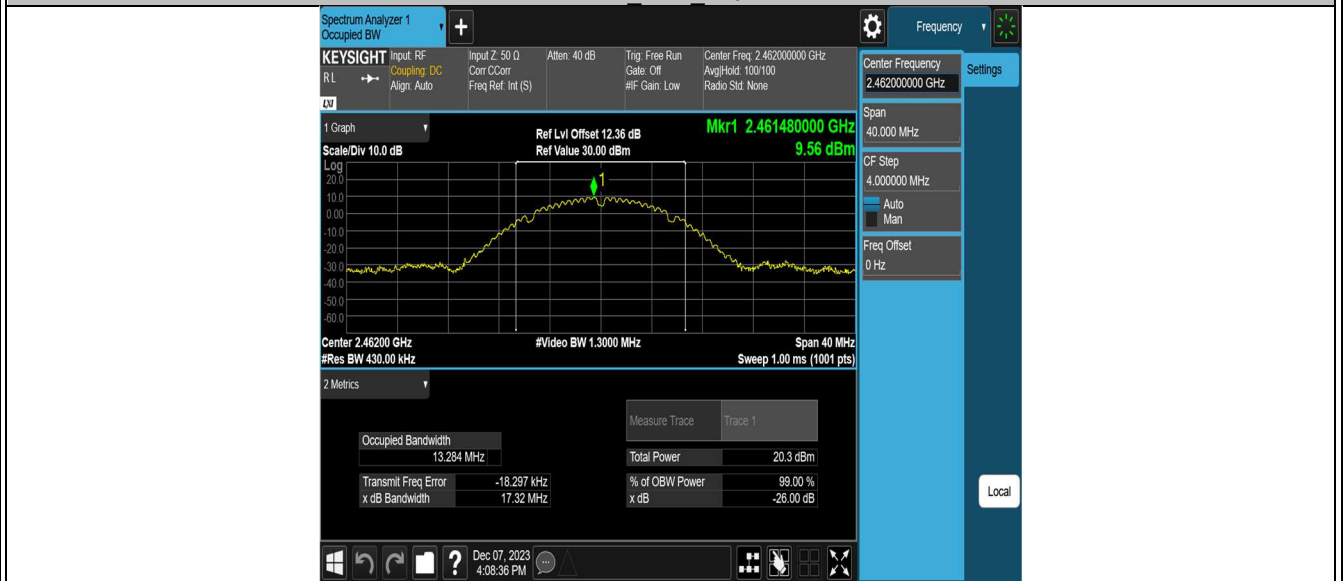 Spectrum Analyzer 1
Occupied BW
+
Frequency
KEYSIGHT
RL
LXI
Input: RF
Coupling: DC
Align: Auto
Input Z: 50 Ω
Corr CCorr
Freq Ref: Int (S)
Atten: 40 dB
Trig: Free Run
Gate: Off
#IF Gain: Low
Center Freq: 2.462000000 GHz
Avg|Hold: 100/100
Radio Std: None
Center Frequency
2.462000000 GHz
Settings
Span
40.000 MHz
CF Step
4.000000 MHz
Auto
Man
Freq Offset
0 Hz
Local
1 Graph
Scale/Div 10.0 dB
Ref Lvl Offset 12.36 dB
Ref Value 30.00 dBm
Mkr1 2.461480000 GHz
9.56 dBm
Log
20.0
10.0
0.00
-10.0
-20.0
-30.0
-40.0
-50.0
-60.0
1
Center 2.46200 GHz
#Res BW 430.00 kHz
#Video BW 1.3000 MHz
Span 40 MHz
Sweep 1.00 ms (1001 pts)
2 Metrics
Measure Trace Trace 1
Occupied Bandwidth
13.284 MHz
Total Power 20.3 dBm
Transmit Freq Error -18.297 kHz
% of OBW Power 99.00 %
x dB Bandwidth 17.32 MHz
x dB -26.00 dB
?
Dec 07, 2023
4:08:36 PM